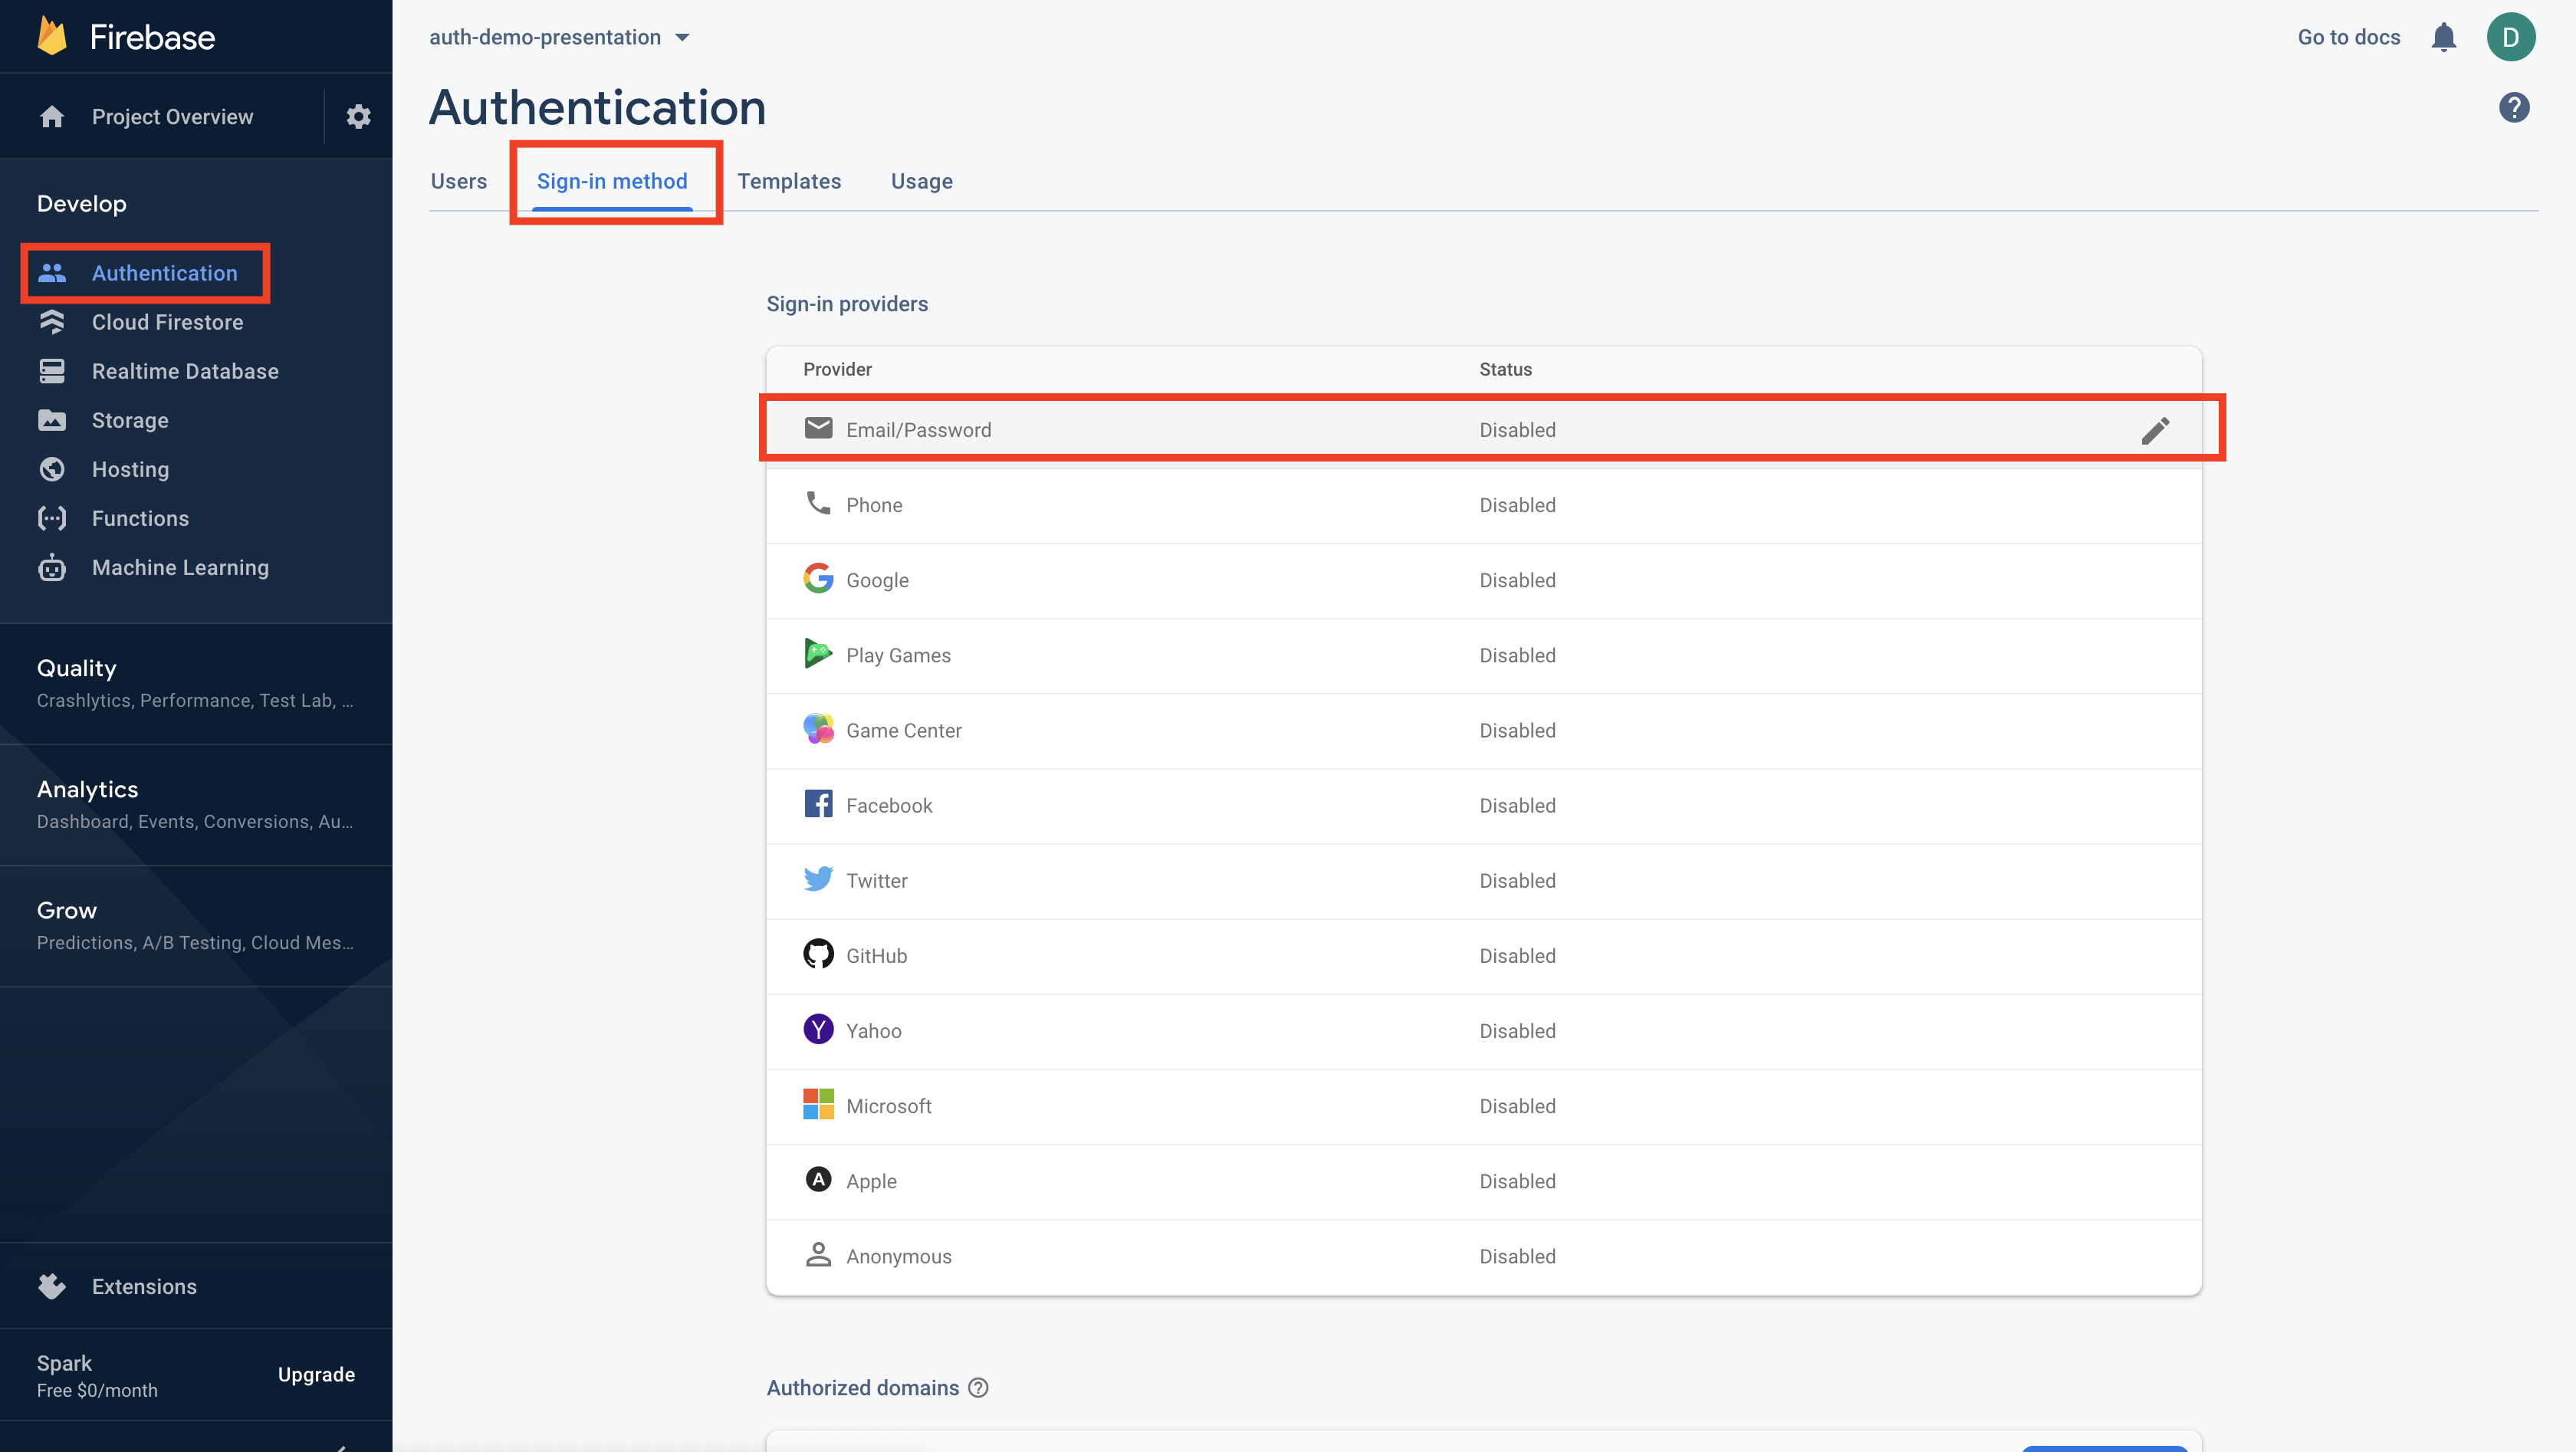 Firebase
Project Overview
Develop
Authentication
Cloud Firestore
Realtime Database
Storage
Hosting
Functions
Machine Learning
Quality
Crashlytics, Performance, Test Lab, ...
Analytics
Dashboard, Events, Conversions, Au...
Grow
Predictions, A/B Testing, Cloud Mes...
Extensions
Spark
Free $0/month
Upgrade
auth-demo-presentation
Go to docs
D
Authentication
?
Users
Sign-in method
Templates
Usage
Sign-in providers
Provider Status
Email/Password Disabled
Phone Disabled
Google Disabled
Play Games Disabled
Game Center Disabled
Facebook Disabled
Twitter Disabled
GitHub Disabled
Yahoo Disabled
Microsoft Disabled
Apple Disabled
Anonymous Disabled
Authorized domains ?